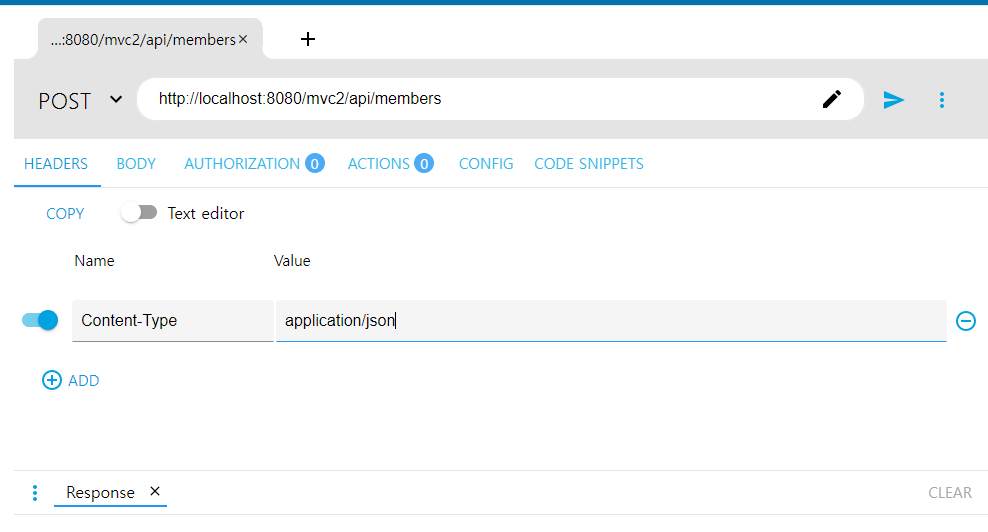 ...:8080/mvc2/api/members × +
POST http://localhost:8080/mvc2/api/members
HEADERS BODY AUTHORIZATION 0 ACTIONS 0 CONFIG CODE SNIPPETS
COPY Text editor
Name Value
Content-Type application/json
ADD
Response × CLEAR